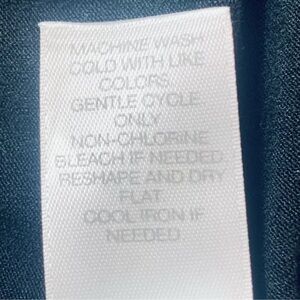 MACHINE WASH
COLD WITH LIKE
COLORS,
GENTLE CYCLE
ONLY
NON-CHLORINE
BLEACH IF NEEDED
RESHAPE AND DRY
FLAT
COOL IRON IF
NEEDED